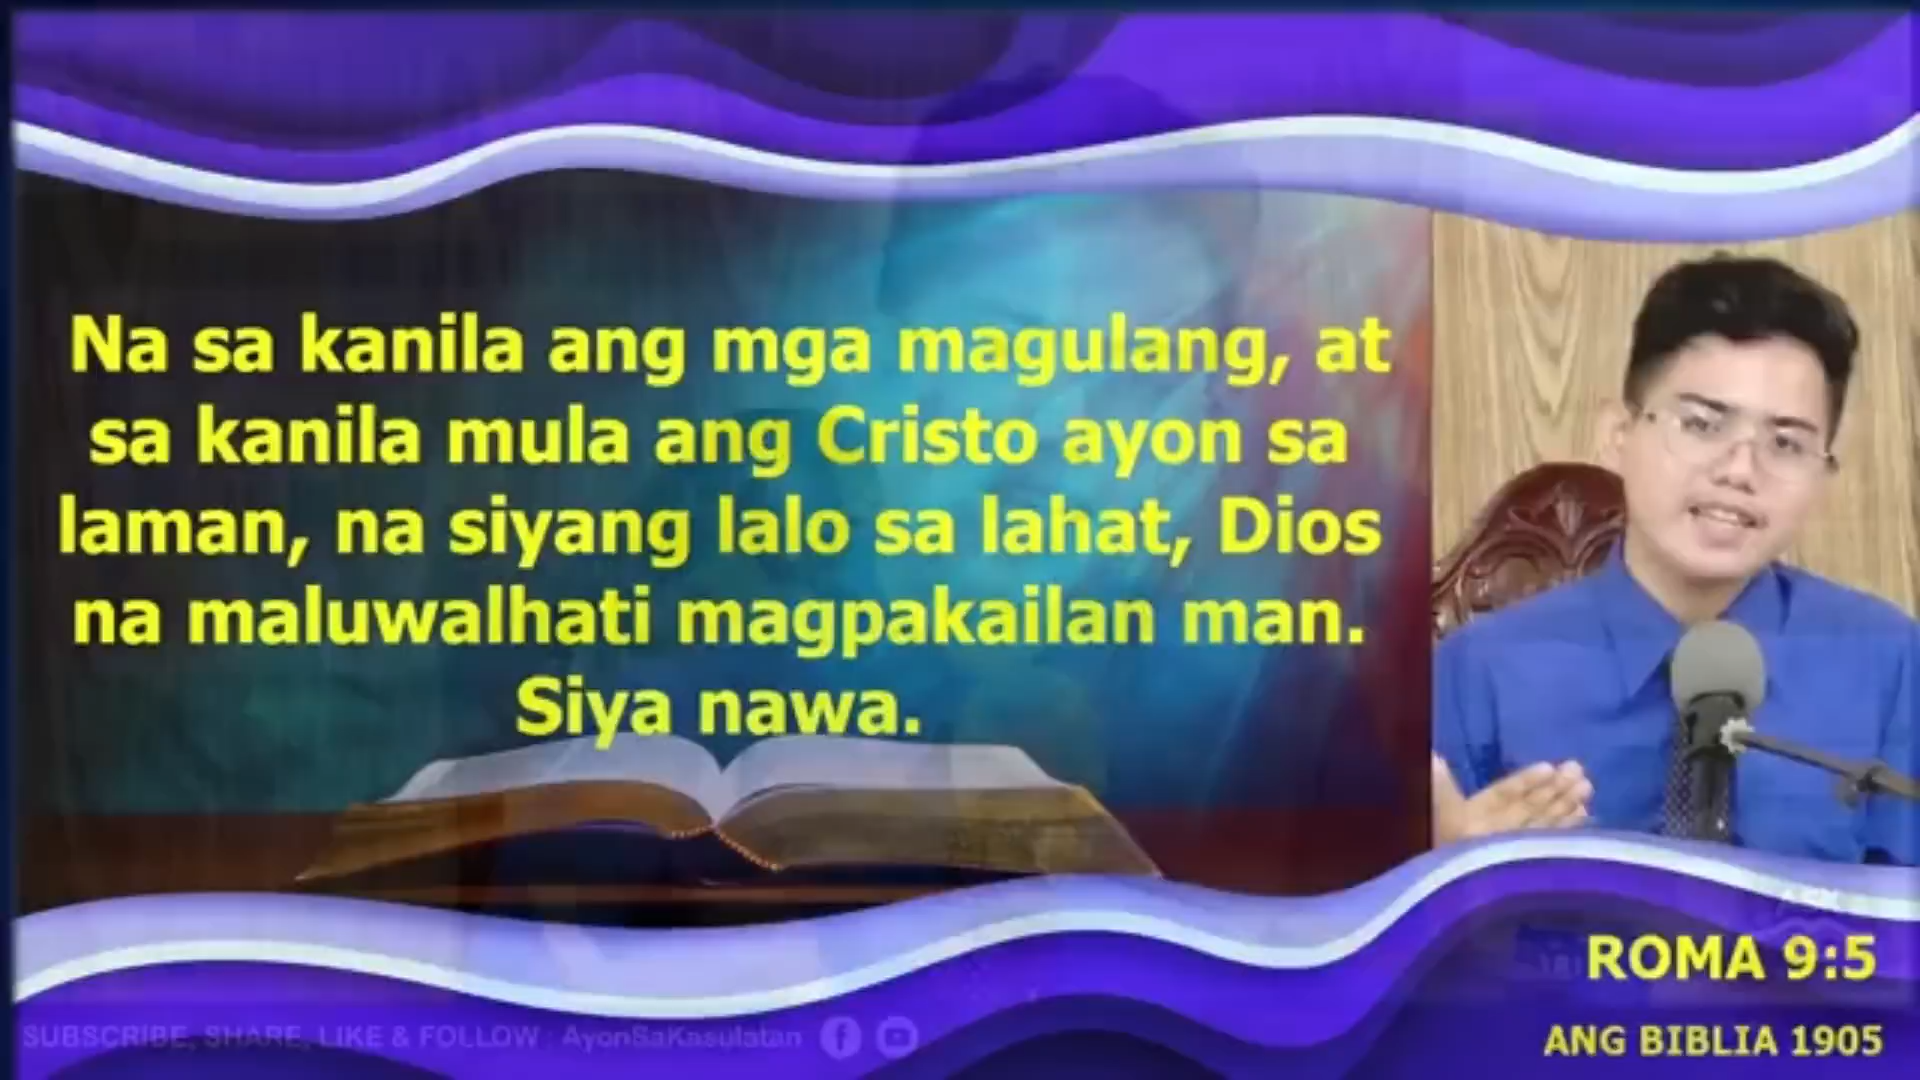 Na sa kanila ang mga magulang, at
sa kanila mula ang Cristo ayon sa
laman, na siyang lalo sa lahat, Dios
na maluwalhati magpakailan man.
Siya nawa.
ROMA 9:5
ANG BIBLIA 1905
SUBSCRIBE, SHARE, LIKE & FOLLOW : AyonSaKasulatan